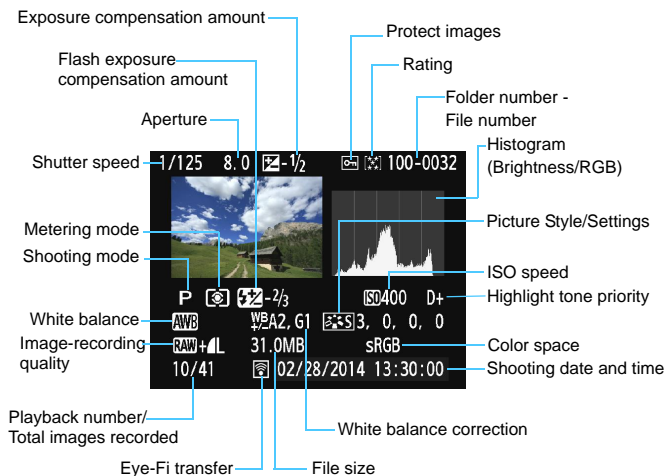 Exposure compensation amount
Protect images
Flash exposure
compensation amount
Rating
Folder number -
File number
Aperture
Histogram
(Brightness/RGB)
Shutter speed
1/125 8.0 -1/2 100-0032
Metering mode
Picture Style/Settings
Shooting mode
ISO speed
P -2/3 ISO400 D+
Highlight tone priority
White balance
AWB WB+/-A2, G1 S3, 0, 0, 0
Image-recording
quality
RAW+L 31.0MB sRGB
Color space
10/41 02/28/2014 13:30:00
Shooting date and time
Playback number/
Total images recorded
White balance correction
Eye-Fi transfer
File size